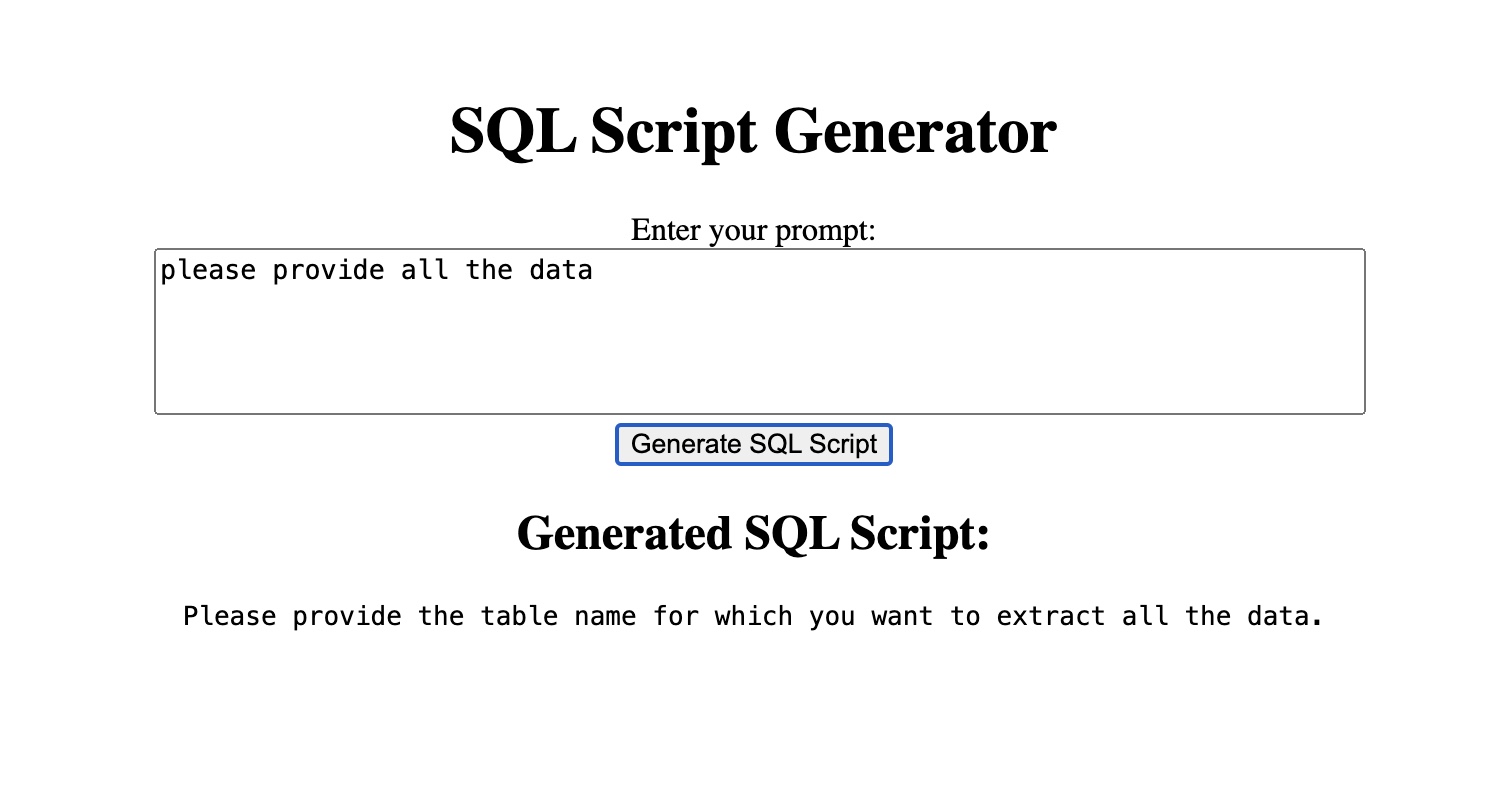 SQL Script Generator
Enter your prompt:
please provide all the data
Generate SQL Script
Generated SQL Script:
Please provide the table name for which you want to extract all the data.